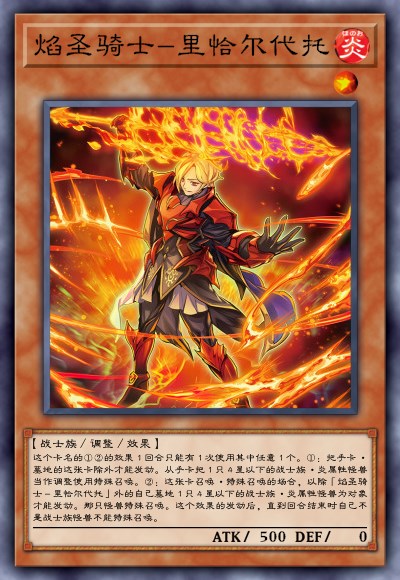 焰圣骑士-里恰尔代托
ほのお
炎
【战士族/调整/效果】
这个卡名的①②的效果1回合只能有1次使用其中任意1个。①：把手卡·
墓地的这张卡除外才能发动。从手卡把1只4星以下的战士族·炎属性怪兽
当作调整使用特殊召唤。②：这张卡召唤·特殊召唤的场合，以除「焰圣骑
士-里恰尔代托」外的自己墓地1只4星以下的战士族·炎属性怪兽为对象
才能发动。那只怪兽特殊召唤。这个效果的发动后，直到回合结束时自己不
是战士族怪兽不能特殊召唤。
ATK/ 500 DEF/ 0